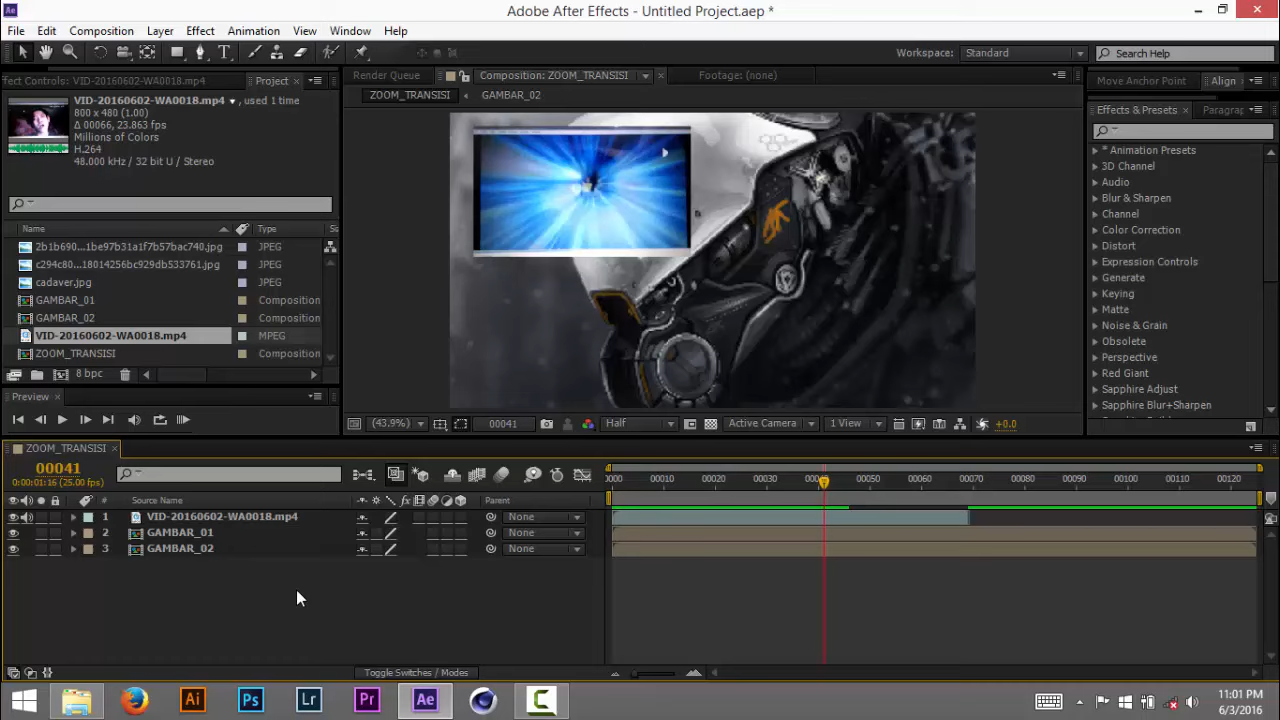 Adobe After Effects - Untitled Project.aep *
File Edit Composition Layer Effect Animation View Window Help
Workspace: Standard Search Help
ffect Controls: VID-20160602-WA0018.mp4 Project
Render Queue Composition: ZOOM_TRANSISI Footage: (none)
Move Anchor Point Align
ZOOM_TRANSISI GAMBAR_02
VID-20160602-WA0018.mp4 , used 1 time
800 x 480 (1.00)
Δ 00066, 23.863 fps
Millions of Colors
H.264
48.000 kHz / 32 bit U / Stereo
Effects & Presets Paragra
* Animation Presets
3D Channel
Audio
Blur & Sharpen
Channel
Color Correction
Distort
Expression Controls
Generate
Keying
Matte
Noise & Grain
Obsolete
Perspective
Red Giant
Sapphire Adjust
Sapphire Blur+Sharpen
Name Type Si
2b1b690...1be97b31a1f7b57bac740.jpg JPEG
c294c80...18014256bc929db533761.jpg JPEG
cadaver.jpg JPEG
GAMBAR_01 Composition
GAMBAR_02 Composition
VID-20160602-WA0018.mp4 MPEG
ZOOM_TRANSISI Composition
8 bpc
Preview
(43.9%) 00041 Half Active Camera 1 View +0.0
ZOOM_TRANSISI
00041
0:00:01:16 (25.00 fps)
0000 00010 00020 00030 00050 00060 00070 00080 00090 00100 00110 00120
# Source Name Parent
1 VID-20160602-WA0018.mp4 None
2 GAMBAR_01 None
3 GAMBAR_02 None
Toggle Switches / Modes
Ai Ps Lr Pr Ae
11:01 PM
6/3/2016